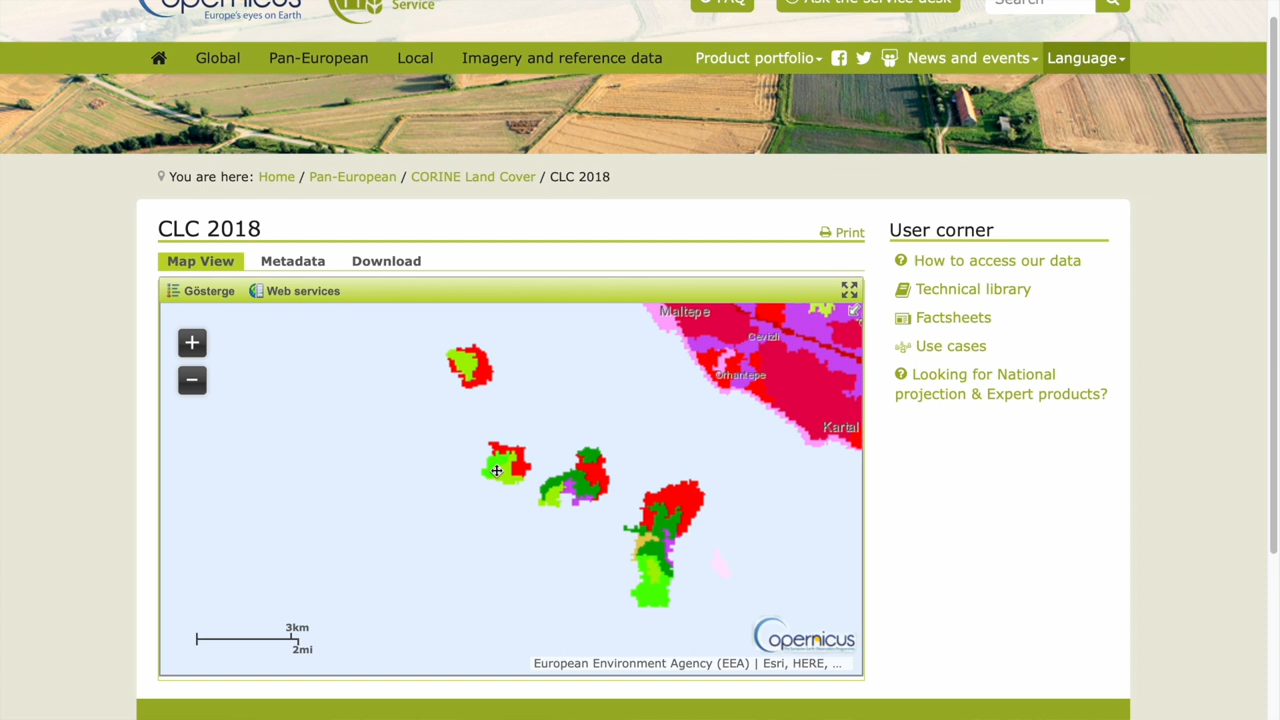 opernicus
Europe's eyes on Earth
Service
FAQ
Ask the service desk
Search
Global Pan-European Local Imagery and reference data Product portfolio News and events Language
You are here: Home / Pan-European / CORINE Land Cover / CLC 2018
CLC 2018
Print
Map View Metadata Download
Gösterge Web services
+
−
Maltepe
Cevizli
Orhantepe
Kartal
3km
2mi
opernicus
European Environment Agency (EEA) | Esri, HERE, ...
User corner
How to access our data
Technical library
Factsheets
Use cases
Looking for National
projection & Expert products?